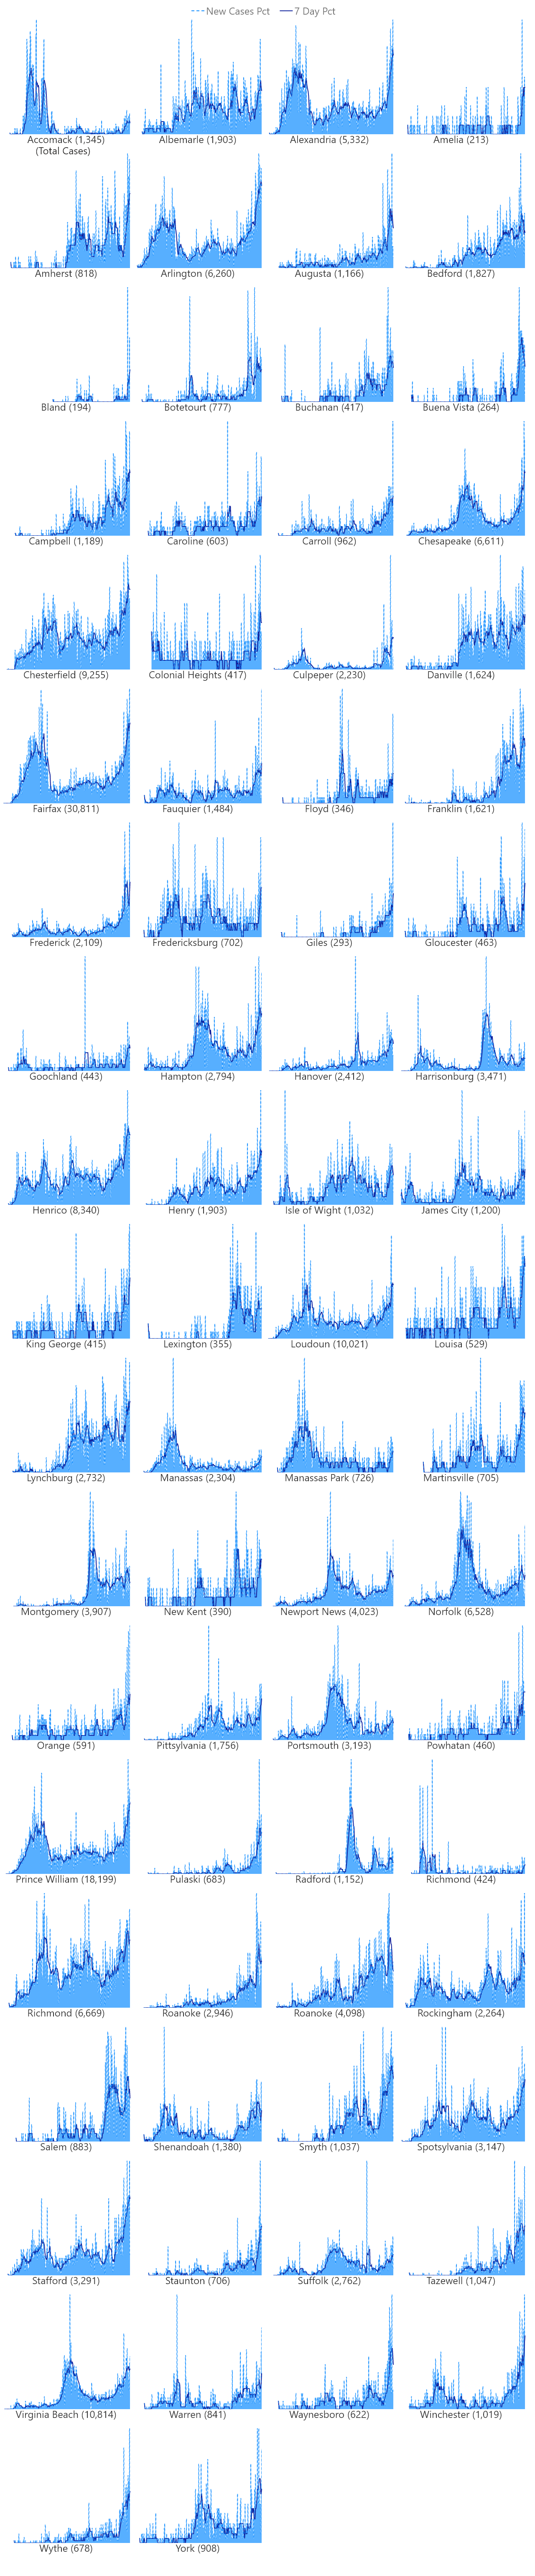 New Cases Pct 7 Day Pct
Accomack (1,345) Albemarle (1,903) Alexandria (5,332) Amelia (213)
(Total Cases)
Amherst (818) Arlington (6,260) Augusta (1,166) Bedford (1,827)
Bland (194) Botetourt (777) Buchanan (417) Buena Vista (264)
Campbell (1,189) Caroline (603) Carroll (962) Chesapeake (6,611)
Chesterfield (9,255) Colonial Heights (417) Culpeper (2,230) Danville (1,624)
Fairfax (30,811) Fauquier (1,484) Floyd (346) Franklin (1,621)
Frederick (2,109) Fredericksburg (702) Giles (293) Gloucester (463)
Goochland (443) Hampton (2,794) Hanover (2,412) Harrisonburg (3,471)
Henrico (8,340) Henry (1,903) Isle of Wight (1,032) James City (1,200)
King George (415) Lexington (355) Loudoun (10,021) Louisa (529)
Lynchburg (2,732) Manassas (2,304) Manassas Park (726) Martinsville (705)
Montgomery (3,907) New Kent (390) Newport News (4,023) Norfolk (6,528)
Orange (591) Pittsylvania (1,756) Portsmouth (3,193) Powhatan (460)
Prince William (18,199) Pulaski (683) Radford (1,152) Richmond (424)
Richmond (6,669) Roanoke (2,946) Roanoke (4,098) Rockingham (2,264)
Salem (883) Shenandoah (1,380) Smyth (1,037) Spotsylvania (3,147)
Stafford (3,291) Staunton (706) Suffolk (2,762) Tazewell (1,047)
Virginia Beach (10,814) Warren (841) Waynesboro (622) Winchester (1,019)
Wythe (678) York (908)